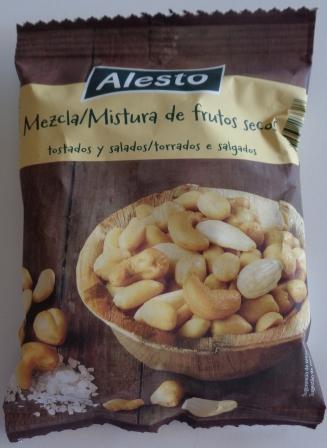 Alesto
Mezcla/Mistura de frutos secos
tostados y salados/torrados e salgados